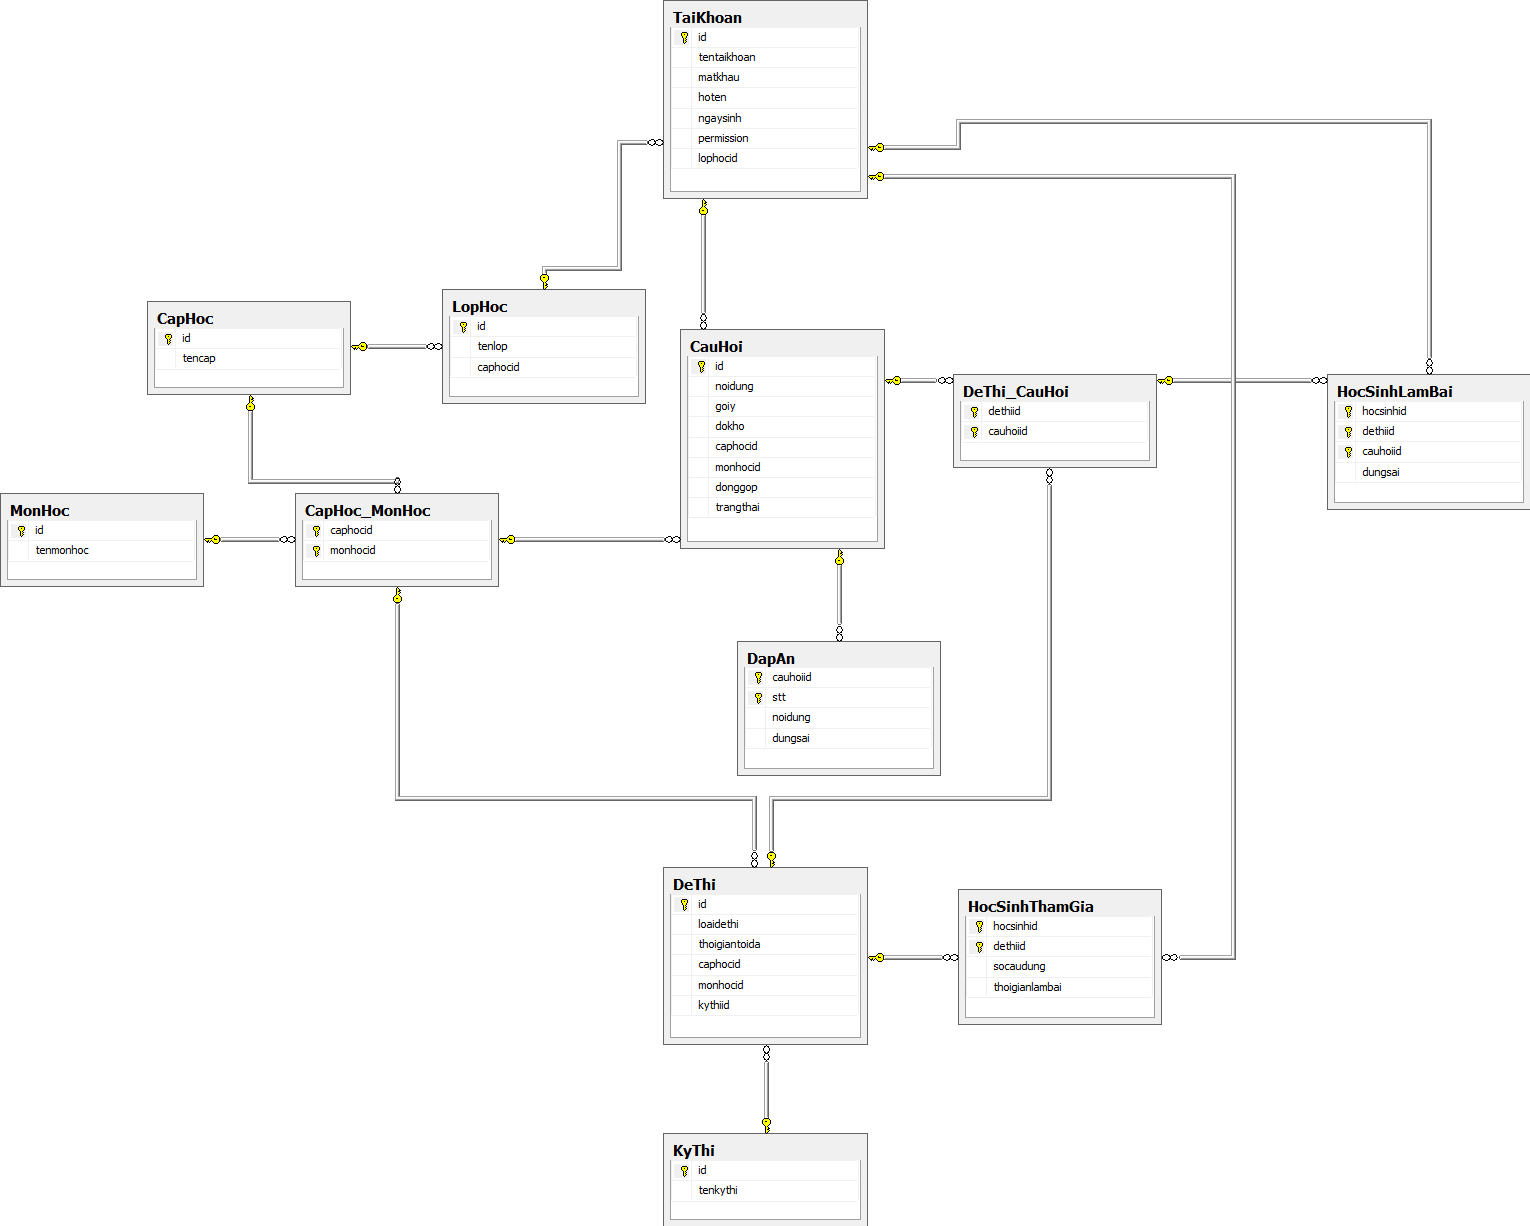 TaiKhoan
id
tentaikhoan
matkhau
hoten
ngaysinh
permission
lophocid
CapHoc
id
tencap
LopHoc
id
tenlop
caphocid
CauHoi
id
noidung
goiy
dokho
caphocid
monhocid
donggop
trangthai
DeThi_CauHoi
dethiid
cauhoiid
HocSinhLamBai
hocsinhid
dethiid
cauhoiid
dungsai
MonHoc
id
tenmonhoc
CapHoc_MonHoc
caphocid
monhocid
DapAn
cauhoiid
stt
noidung
dungsai
DeThi
id
loaidethi
thoigiantoida
caphocid
monhocid
kythiid
HocSinhThamGia
hocsinhid
dethiid
socaudung
thoigianlambai
KyThi
id
tenkythi